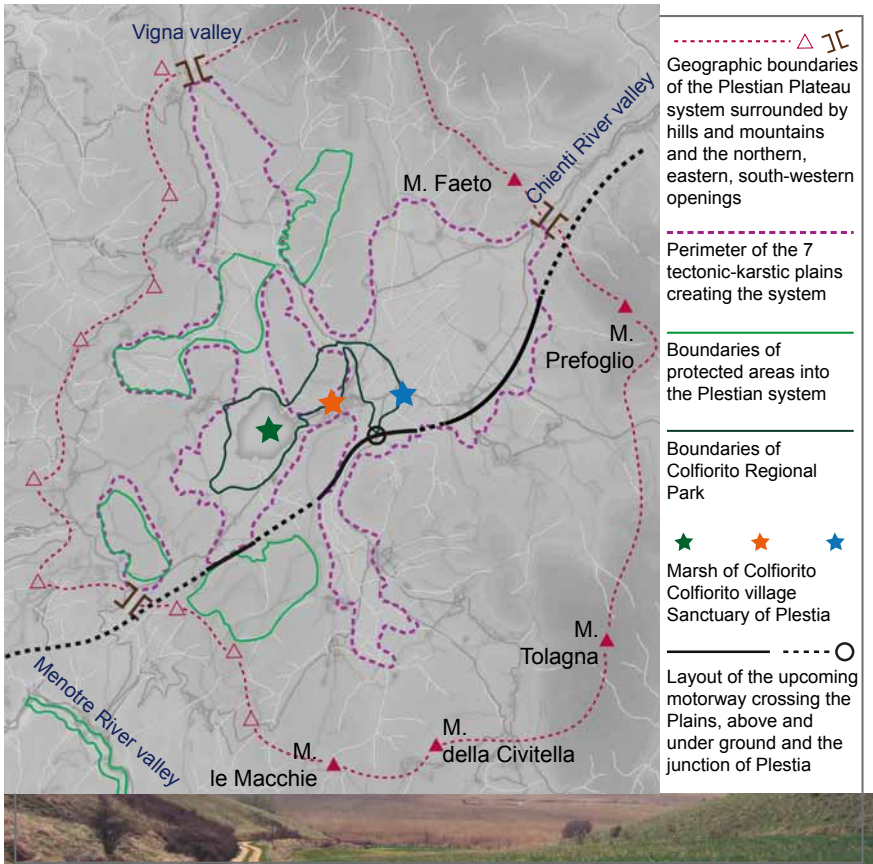 Vigna valley
Chienti River valley
M. Faeto
M.
Prefoglio
M.
Tolagna
M.
della Civitella
M.
le Macchie
Menotre River valley
Geographic boundaries
of the Plestian Plateau
system surrounded by
hills and mountains
and the northern,
eastern, south-western
openings
Perimeter of the 7
tectonic-karstic plains
creating the system
Boundaries of
protected areas into
the Plestian system
Boundaries of
Colfiorito Regional
Park
Marsh of Colfiorito
Colfiorito village
Sanctuary of Plestia
Layout of the upcoming
motorway crossing the
Plains, above and
under ground and the
junction of Plestia